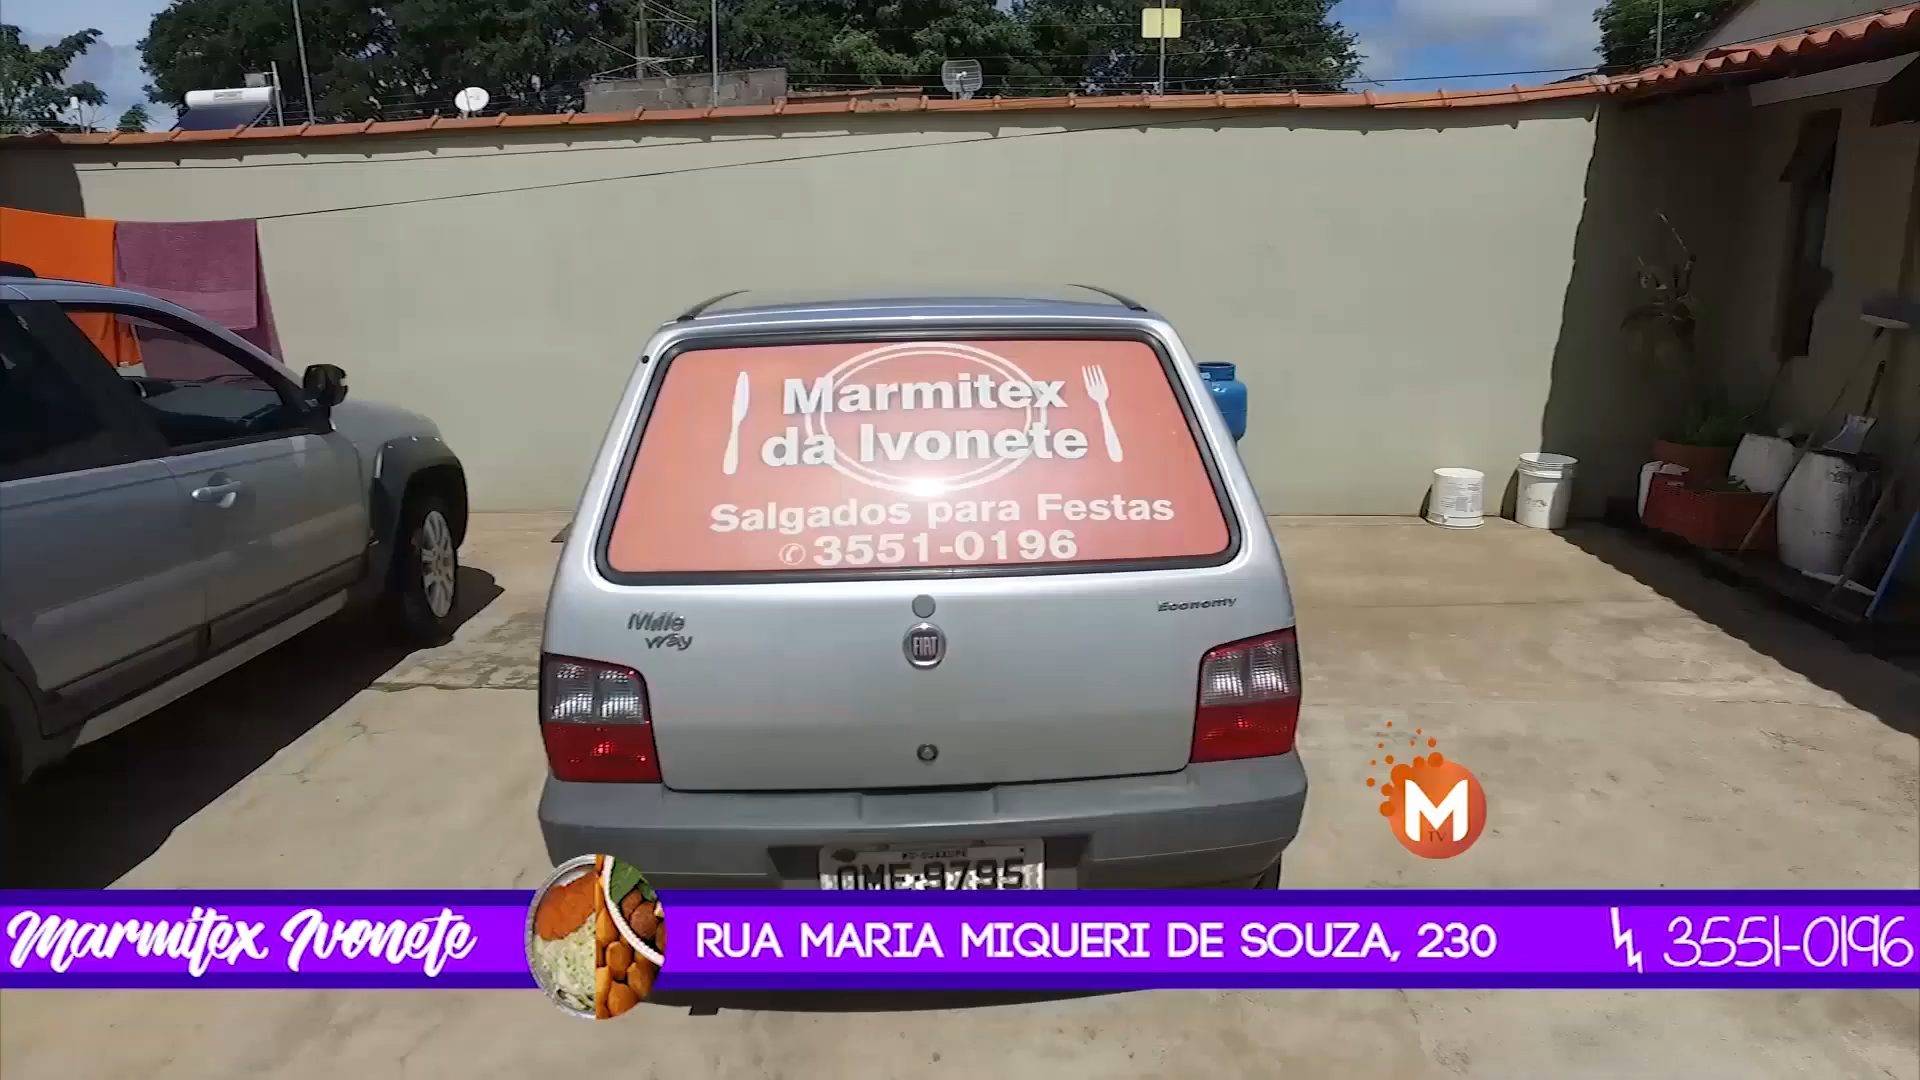 Marmitex
da Ivonete
Salgados para Festas
3551-0196
Mille
way
Economy
FIAT
M
TV
Marmitex Ivonete
RUA MARIA MIQUERI DE SOUZA, 230
3551-0196